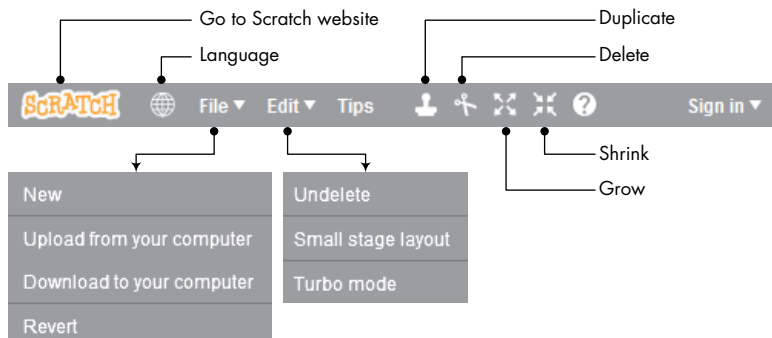 Go to Scratch website
Duplicate
Language
Delete
SCRATCH File Edit Tips ? Sign in
Shrink
Grow
New
Upload from your computer
Download to your computer
Revert
Undelete
Small stage layout
Turbo mode